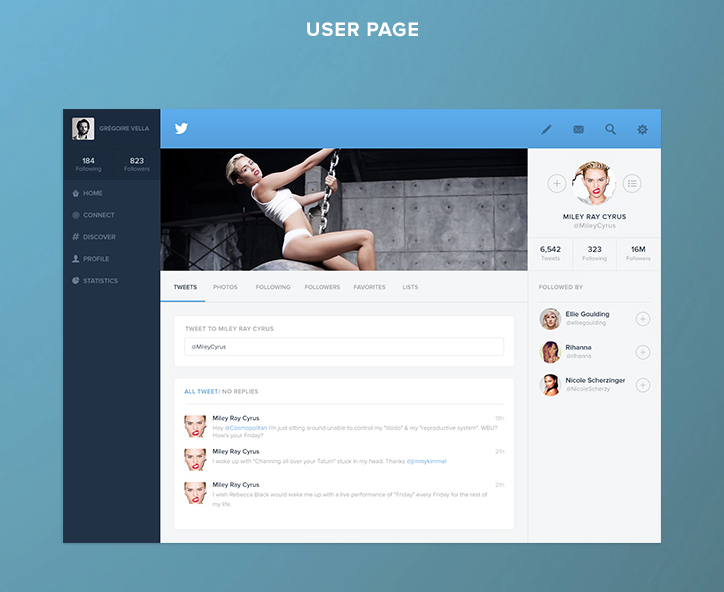 USER PAGE
GRÉGOIRE VELLA
184
Following
823
Followers
HOME
CONNECT
DISCOVER
PROFILE
STATISTICS
TWEETS
PHOTOS
FOLLOWING
FOLLOWERS
FAVORITES
LISTS
TWEET TO MILEY RAY CYRUS
@MileyCyrus
ALL TWEET/ NO REPLIES
Miley Ray Cyrus
18h
Hey @Cosmopolitan I'm just sitting around unable to control my "libido" & my "reproductive system". WBU?
How's your Friday?
Miley Ray Cyrus
21h
I woke up with "Channing all over your Tatum" stuck in my head. Thanks @jimmykimmel
Miley Ray Cyrus
21h
I wish Rebecca Black would wake me up with a live performance of "Friday" every Friday for the rest of
my life.
MILEY RAY CYRUS
@MileyCyrus
6,542
Tweets
323
Following
16M
Followers
FOLLOWED BY
Ellie Goulding
@elliegoulding
Rihanna
@rihanna
Nicole Scherzinger
@NicoleScherzy